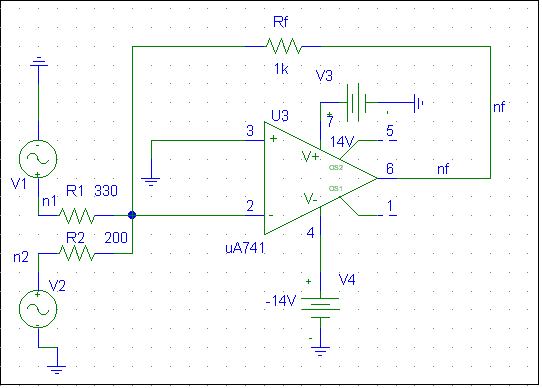 Rf
1k
V3
nf
U3
7
14V
5
3
+
V+
OS2
6
nf
V1
n1
R1 330
OS1
V-
2
-
1
R2 200
4
n2
uA741
V2
V4
-14V
+
-